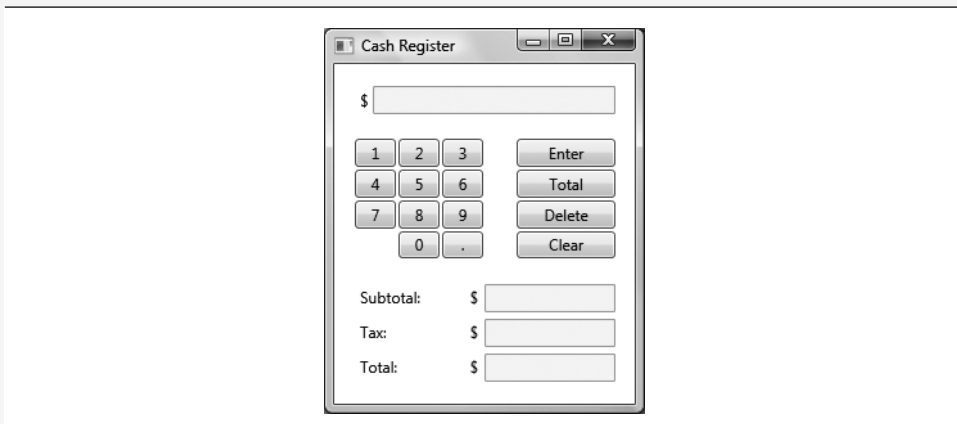 Cash Register
$
1 2 3 Enter
4 5 6 Total
7 8 9 Delete
0 . Clear
Subtotal: $
Tax: $
Total: $